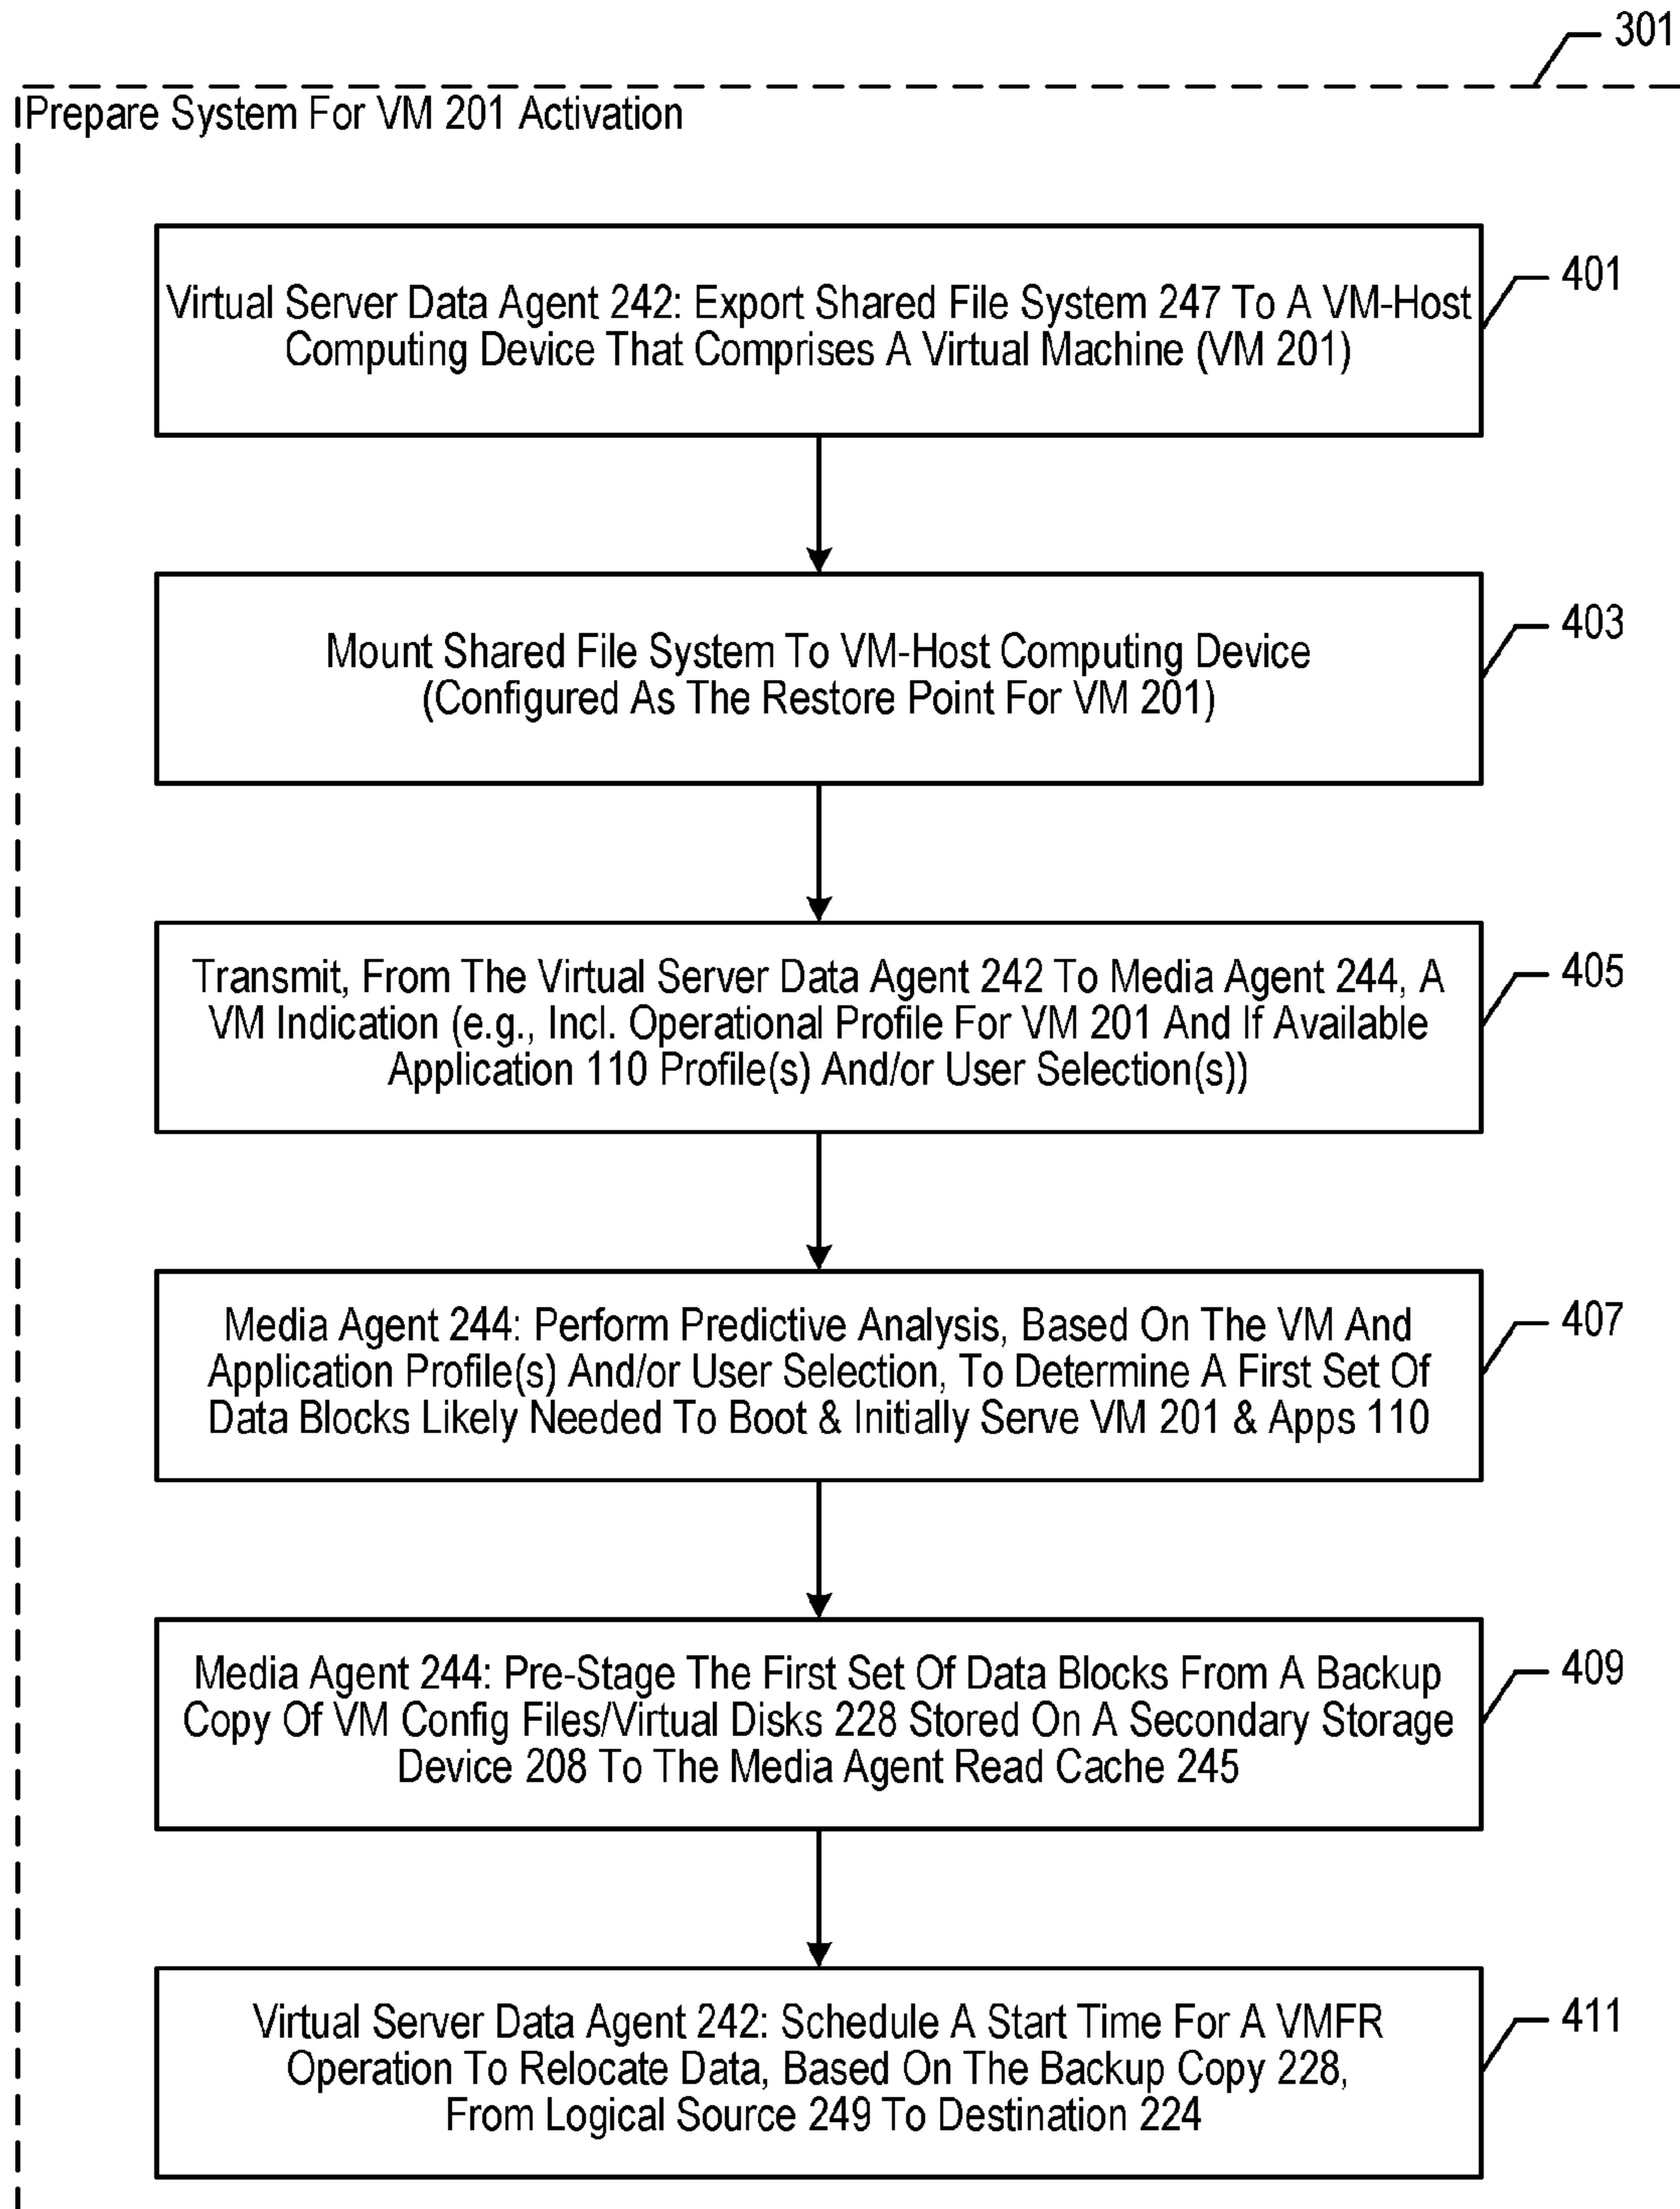 301
Prepare System For VM 201 Activation
Virtual Server Data Agent 242: Export Shared File System 247 To A VM-Host
Computing Device That Comprises A Virtual Machine (VM 201)
401
Mount Shared File System To VM-Host Computing Device
(Configured As The Restore Point For VM 201)
403
Transmit, From The Virtual Server Data Agent 242 To Media Agent 244, A
VM Indication (e.g., Incl. Operational Profile For VM 201 And If Available
Application 110 Profile(s) And/or User Selection(s))
405
Media Agent 244: Perform Predictive Analysis, Based On The VM And
Application Profile(s) And/or User Selection, To Determine A First Set Of
Data Blocks Likely Needed To Boot & Initially Serve VM 201 & Apps 110
407
Media Agent 244: Pre-Stage The First Set Of Data Blocks From A Backup
Copy Of VM Config Files/Virtual Disks 228 Stored On A Secondary Storage
Device 208 To The Media Agent Read Cache 245
409
Virtual Server Data Agent 242: Schedule A Start Time For A VMFR
Operation To Relocate Data, Based On The Backup Copy 228,
From Logical Source 249 To Destination 224
411